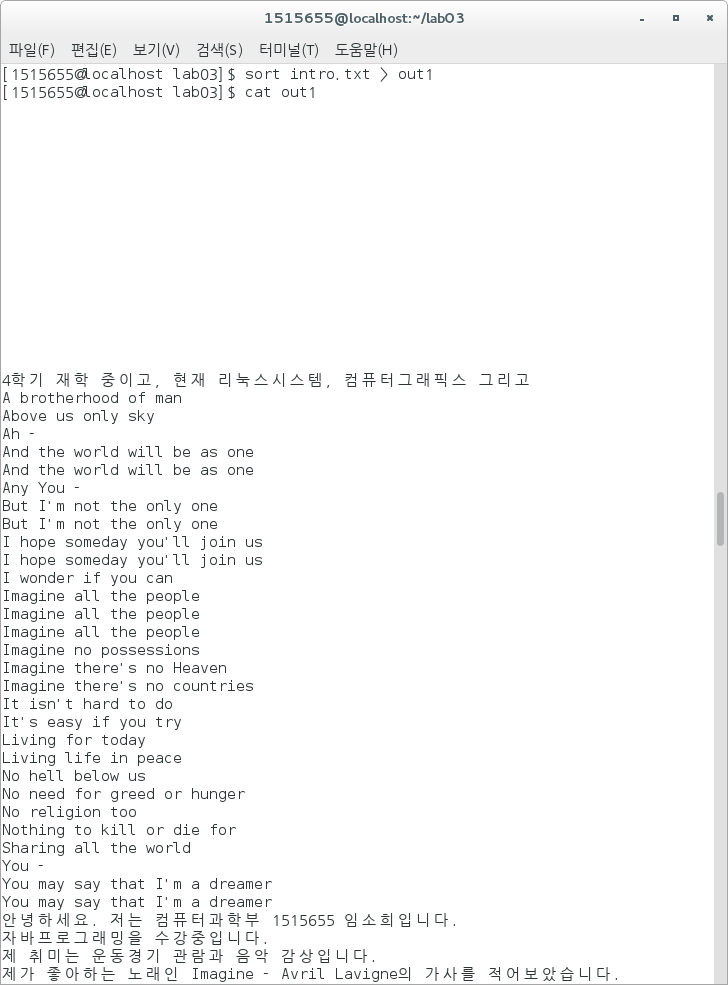 1515655@localhost:~/lab03
파일(F) 편집(E) 보기(V) 검색(S) 터미널(T) 도움말(H)
[1515655@localhost lab03]$ sort intro.txt > out1
[1515655@localhost lab03]$ cat out1
4학기 재학 중이고, 현재 리눅스시스템, 컴퓨터그래픽스 그리고
A brotherhood of man
Above us only sky
Ah -
And the world will be as one
And the world will be as one
Any You -
But I'm not the only one
But I'm not the only one
I hope someday you'll join us
I hope someday you'll join us
I wonder if you can
Imagine all the people
Imagine all the people
Imagine all the people
Imagine no possessions
Imagine there's no Heaven
Imagine there's no countries
It isn't hard to do
It's easy if you try
Living for today
Living life in peace
No hell below us
No need for greed or hunger
No religion too
Nothing to kill or die for
Sharing all the world
You -
You may say that I'm a dreamer
You may say that I'm a dreamer
안녕하세요. 저는 컴퓨터과학부 1515655 임소희입니다.
자바프로그래밍을 수강중입니다.
제 취미는 운동경기 관람과 음악 감상입니다.
제가 좋아하는 노래인 Imagine - Avril Lavigne의 가사를 적어보았습니다.